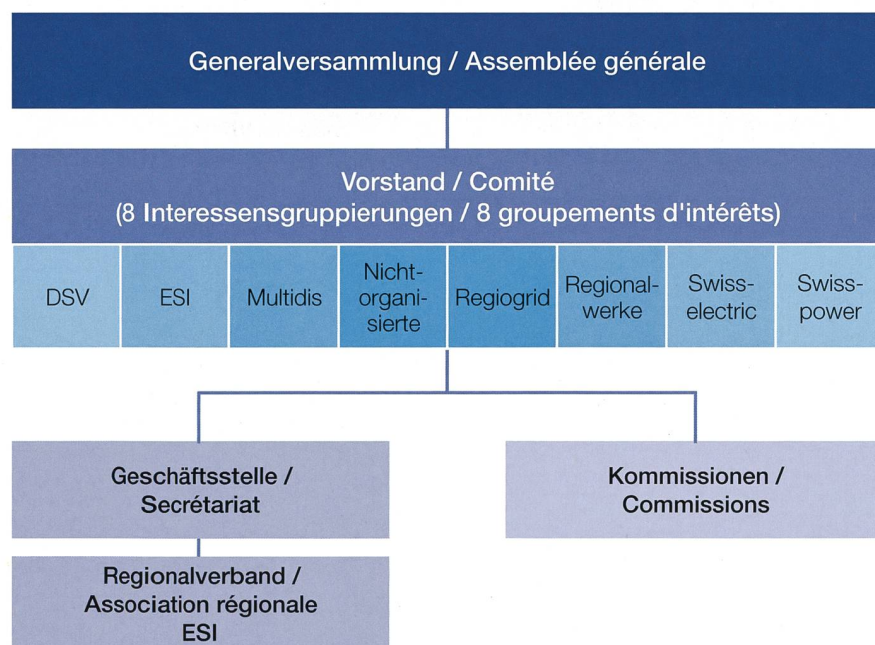 Generalversammlung / Assemblée générale
Vorstand / Comité
(8 Interessensgruppierungen / 8 groupements d'intérêts)
DSV
ESI
Multidis
Nicht-
organi-
sierte
Regiogrid
Regional-
werke
Swiss-
electric
Swiss-
power
Geschäftsstelle /
Secrétariat
Kommissionen /
Commissions
Regionalverband /
Association régionale
ESI